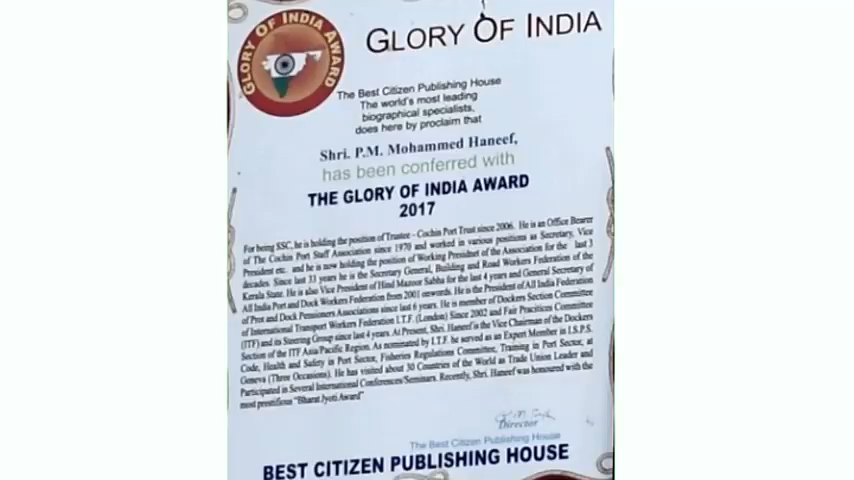 GLORY OF INDIA AWARD
GLORY OF INDIA
The Best Citizen Publishing House
The world's most leading
biographical specialists,
does here by proclaim that
Shri. P.M. Mohammed Haneef,
has been conferred with
THE GLORY OF INDIA AWARD
2017
For being SSC, he is holding the position of Trustee - Cochin Port Trust since 2006. He is an Office Bearer
of The Cochin Port Staff Association since 1970 and worked in various positions as Secretary, Vice
President etc. and he is now holding the position of Working Presidnet of the Association for the last 3
decades. Since last 33 years he is the Secretary General, Building and Road Workers Federation of the
Kerala State. He is also Vice President of Hind Mazoor Sabha for the last 4 years and General Secretary of
All India Port and Dock Workers Federation from 2001 onwords. He is the President of All India Federation
of Prot and Dock Pensioners Associations since last 6 years. He is member of Dockers Section Committee
of International Transport Workers Federation I.T.F. (London) Since 2002 and Fair Pracitices Committee
(ITF) and its Steering Group since last 4 years. At Present, Shri. Haneef is the Vice Chairman of the Dockers
Section of the ITF Asia/Pacific Region. As nominated by I.T.F. he served as an Expert Member in I.S.P.S.
Code, Health and Safety in Port Sector, Fisheries Regulations Committee, Training in Port Sector, at
Geneva (Three Occasions). He has visited about 30 Countries of the World as Trade Union Leader and
Participated in Several International Conferences/Seminars. Recently, Shri. Haneef was honoured with the
most prestifious "Bharat Jyoti Award"
Director
The Best Citizen Publishing House
BEST CITIZEN PUBLISHING HOUSE